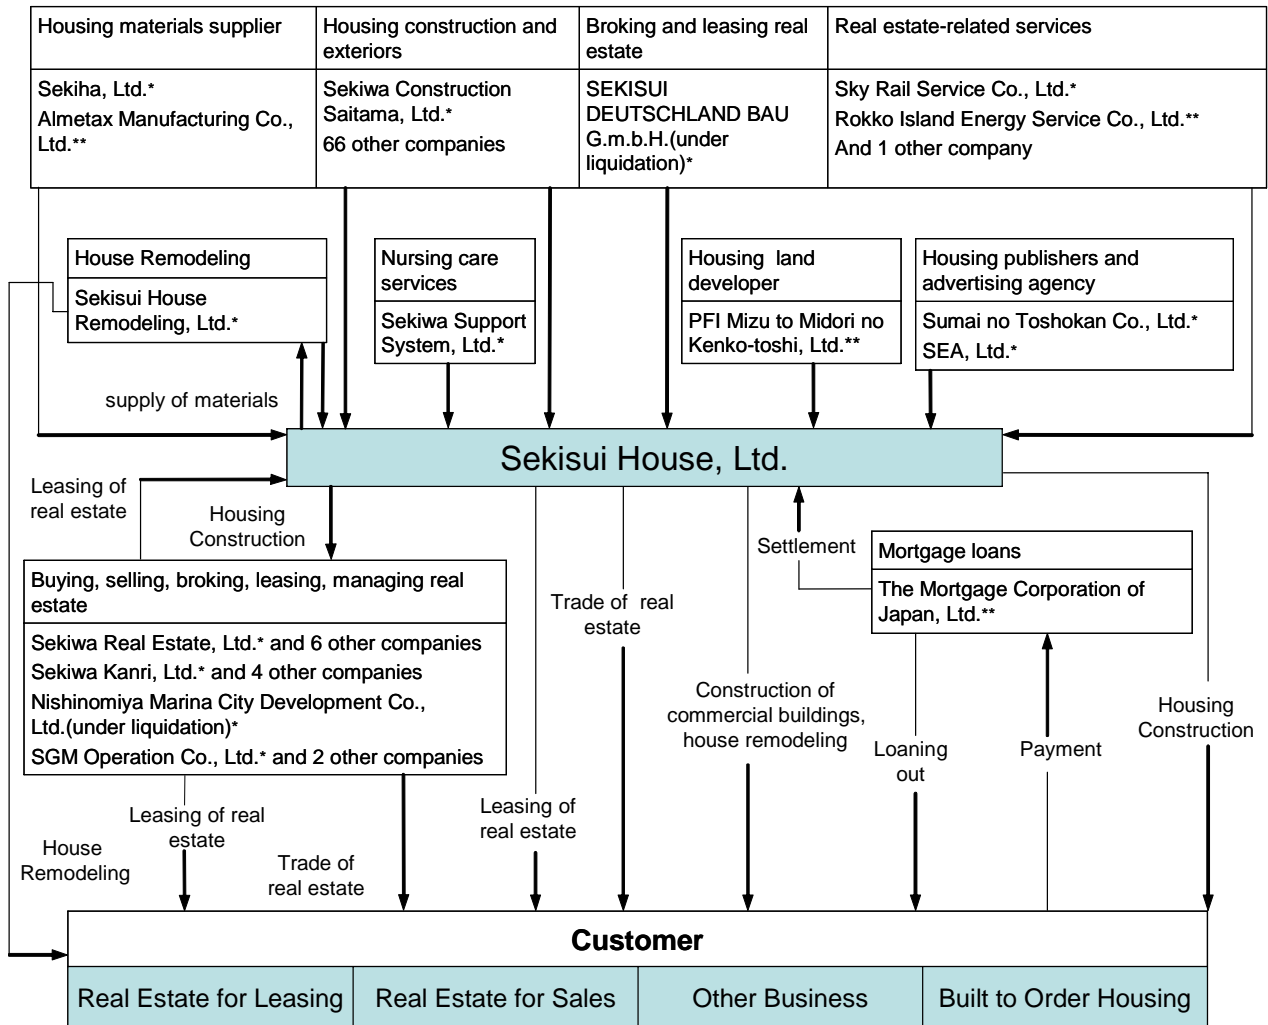 Housing materials supplier
Sekiha, Ltd.*
Almetax Manufacturing Co.,
Ltd.**
Housing construction and
exteriors
Sekiwa Construction
Saitama, Ltd.*
66 other companies
Broking and leasing real
estate
SEKISUI
DEUTSCHLAND BAU
G.m.b.H.(under
liquidation)*
Real estate-related services
Sky Rail Service Co., Ltd.*
Rokko Island Energy Service Co., Ltd.**
And 1 other company
House Remodeling
Sekisui House
Remodeling, Ltd.*
Nursing care
services
Sekiwa Support
System, Ltd.*
Housing land
developer
PFI Mizu to Midori no
Kenko-toshi, Ltd.**
Housing publishers and
advertising agency
Sumai no Toshokan Co., Ltd.*
SEA, Ltd.*
supply of materials
Sekisui House, Ltd.
Leasing of
real estate
Housing
Construction
Settlement
Mortgage loans
The Mortgage Corporation of
Japan, Ltd.**
Buying, selling, broking, leasing, managing real
estate
Sekiwa Real Estate, Ltd.* and 6 other companies
Sekiwa Kanri, Ltd.* and 4 other companies
Nishinomiya Marina City Development Co.,
Ltd.(under liquidation)*
SGM Operation Co., Ltd.* and 2 other companies
Trade of real
estate
Construction of
commercial buildings,
house remodeling
Loaning
out
Payment
Housing
Construction
Leasing of real
estate
House
Remodeling
Trade of
real estate
Leasing of
real estate
Customer
Real Estate for Leasing
Real Estate for Sales
Other Business
Built to Order Housing